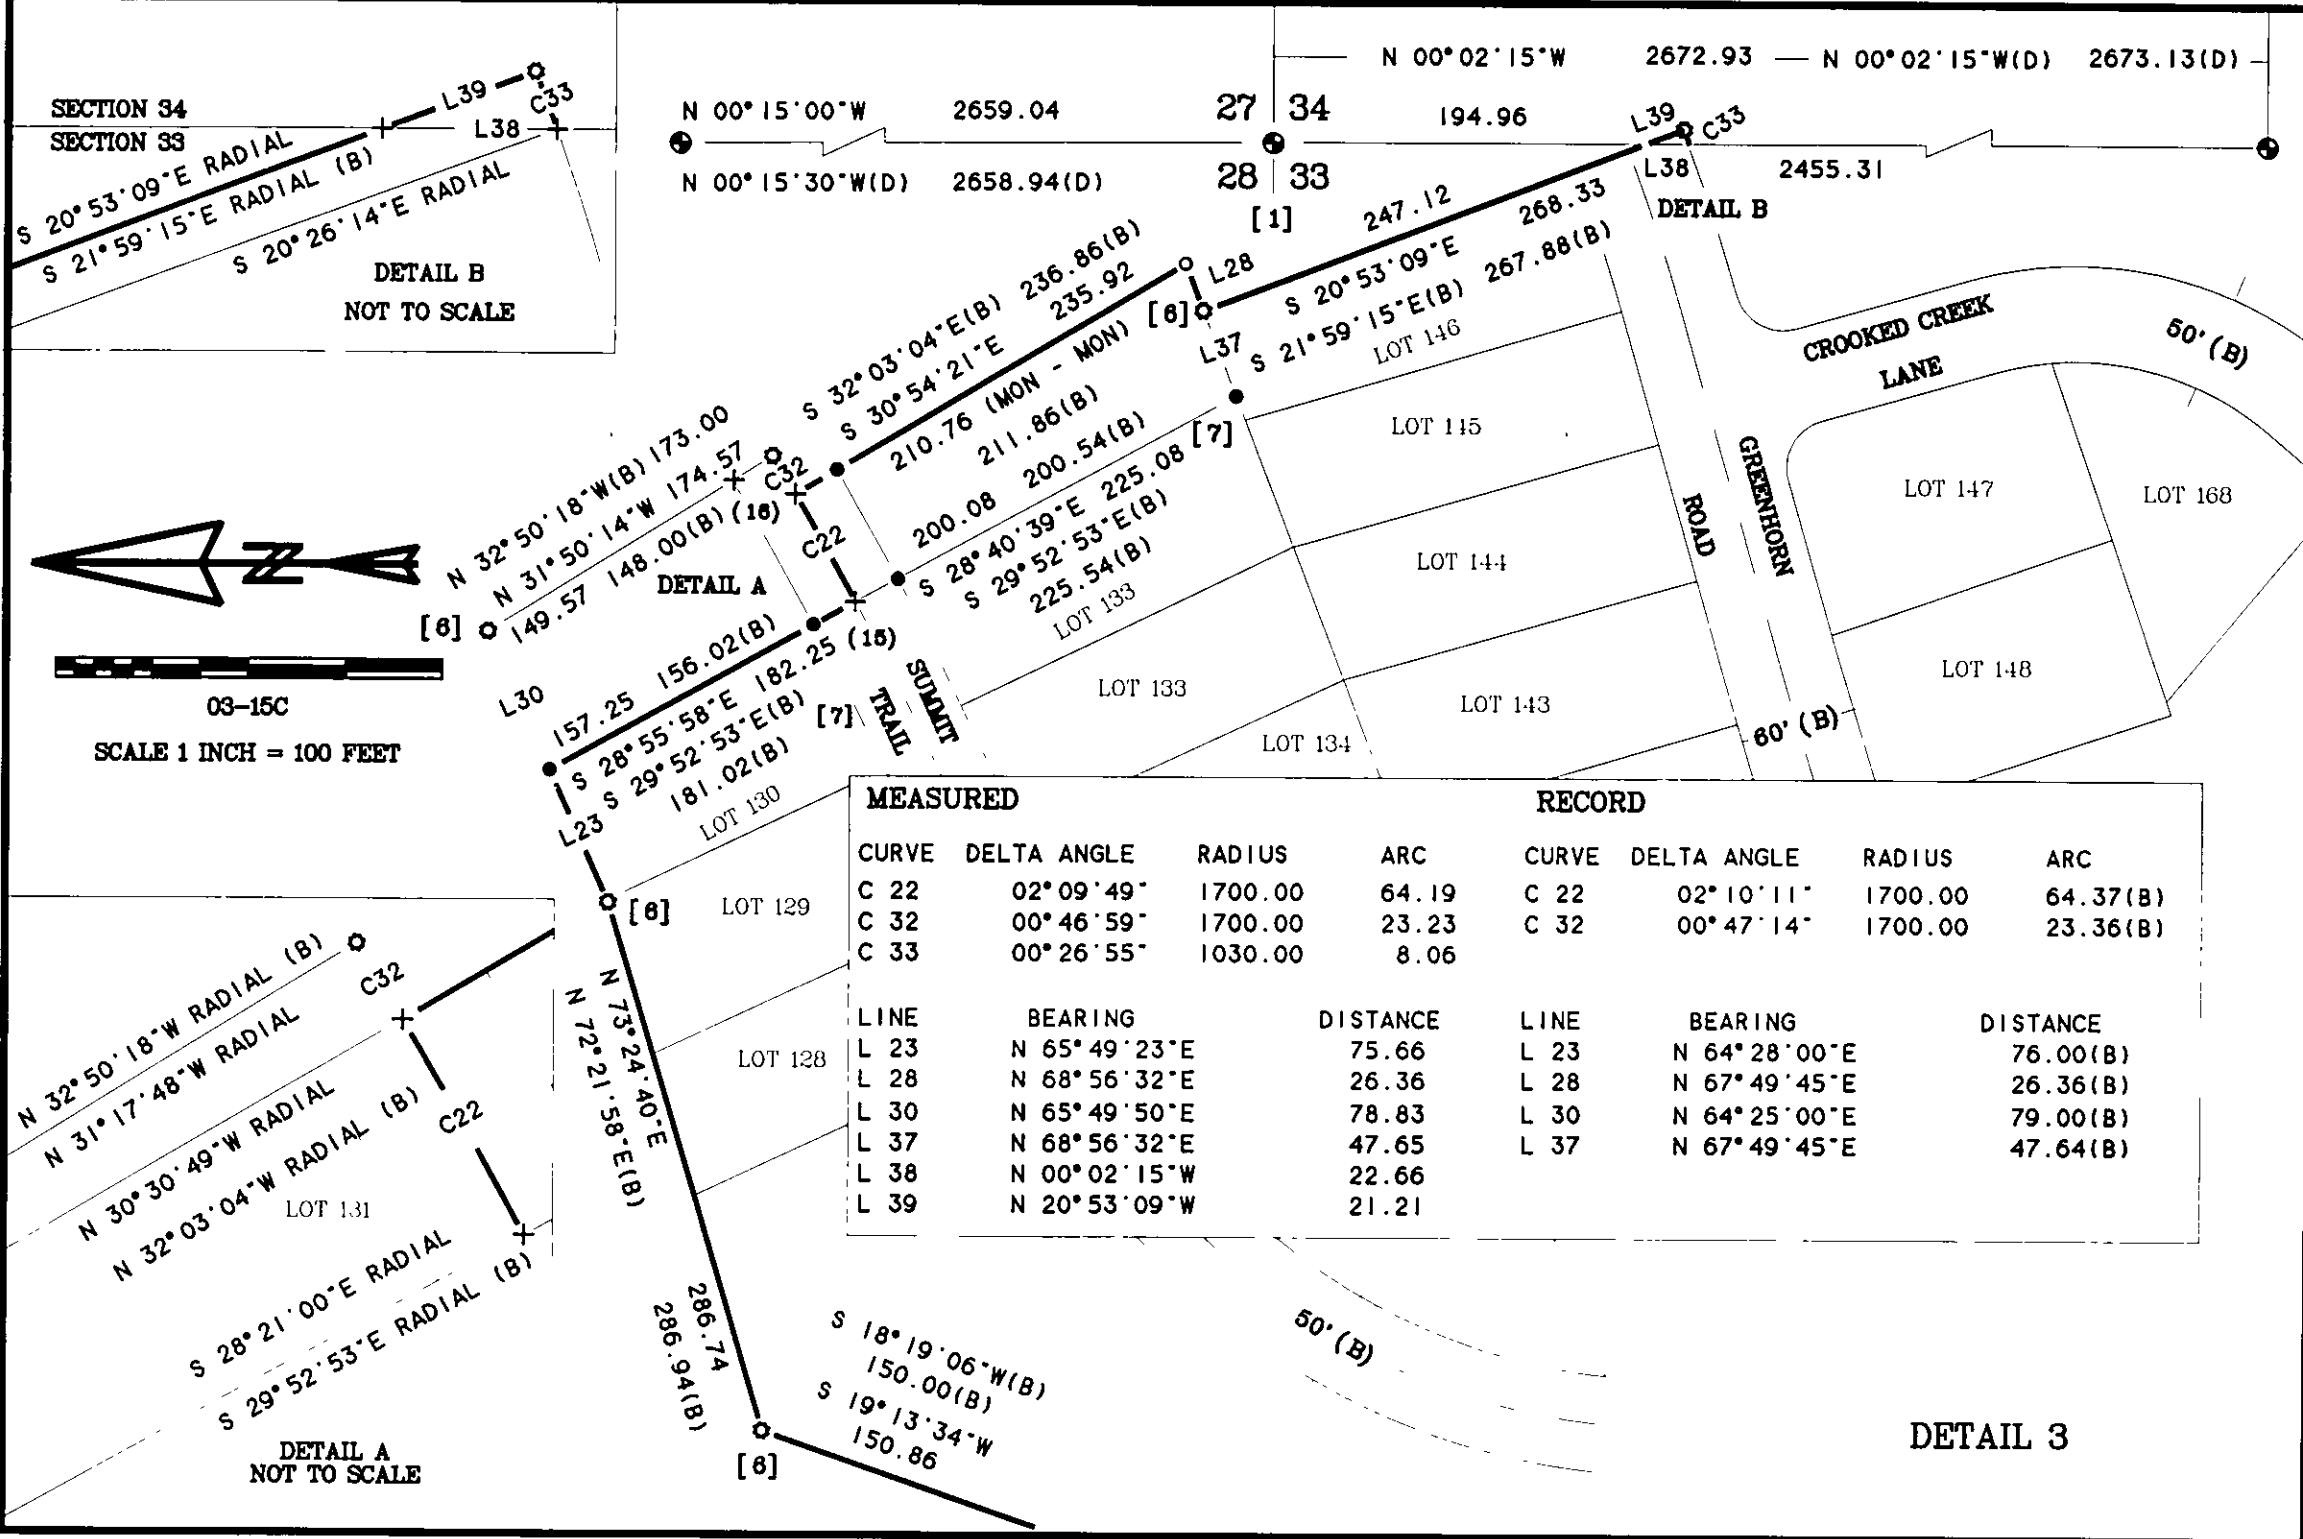 SECTION 34
SECTION 33
L39
C33
L38
S 20°53'09"E RADIAL
S 21°59'15"E RADIAL (B)
S 20°26'14"E RADIAL
DETAIL B
NOT TO SCALE
N 00°15'00"W 2659.04
N 00°15'30"W(D) 2658.94(D)
27 34
28 33
[1]
N 00°02'15"W 2672.93 — N 00°02'15"W(D) 2673.13(D)
194.96
L39
C33
L38
2455.31
DETAIL B
247.12
268.33
S 20°53'09"E
S 21°59'15"E(B) 267.88(B)
L28
[6]
L37
[7]
S 32°03'04"E(B) 236.86(B)
S 30°54'21"E 235.92
210.76 (MON - MON)
211.86(B)
200.08 200.54(B)
S 28°40'39"E 225.08
S 29°52'53"E(B)
225.54(B)
N 32°50'18"W(B) 173.00
N 31°50'14"W 174.57
149.57 148.00(B) (16)
[6]
C32
C22
DETAIL A
(15)
L30
157.25 156.02(B)
S 28°55'58"E 182.25
S 29°52'53"E(B)
181.02(B)
[7]
L23
[6]
SUMMIT
TRAIL
LOT 146
LOT 145
LOT 144
LOT 143
LOT 133
LOT 133
LOT 134
LOT 130
LOT 129
LOT 128
LOT 147
LOT 168
LOT 148
CROOKED CREEK
LANE
GREENHORN
ROAD
50' (B)
60' (B)
N
03-15C
SCALE 1 INCH = 100 FEET
MEASURED RECORD
CURVE DELTA ANGLE RADIUS ARC CURVE DELTA ANGLE RADIUS ARC
C 22 02°09'49" 1700.00 64.19 C 22 02°10'11" 1700.00 64.37(B)
C 32 00°46'59" 1700.00 23.23 C 32 00°47'14" 1700.00 23.36(B)
C 33 00°26'55" 1030.00 8.06
LINE BEARING DISTANCE LINE BEARING DISTANCE
L 23 N 65°49'23"E 75.66 L 23 N 64°28'00"E 76.00(B)
L 28 N 68°56'32"E 26.36 L 28 N 67°49'45"E 26.36(B)
L 30 N 65°49'50"E 78.83 L 30 N 64°25'00"E 79.00(B)
L 37 N 68°56'32"E 47.65 L 37 N 67°49'45"E 47.64(B)
L 38 N 00°02'15"W 22.66
L 39 N 20°53'09"W 21.21
N 32°50'18"W RADIAL (B)
N 31°17'48"W RADIAL
C32
N 30°30'49"W RADIAL
N 32°03'04"W RADIAL (B)
C22
LOT 131
S 28°21'00"E RADIAL
S 29°52'53"E RADIAL (B)
DETAIL A
NOT TO SCALE
N 73°24'40"E
N 72°21'58"E(B)
286.74
286.94(B)
[6]
S 18°19'06"W(B)
150.00(B)
S 19°13'34"W
150.86
50' (B)
DETAIL 3